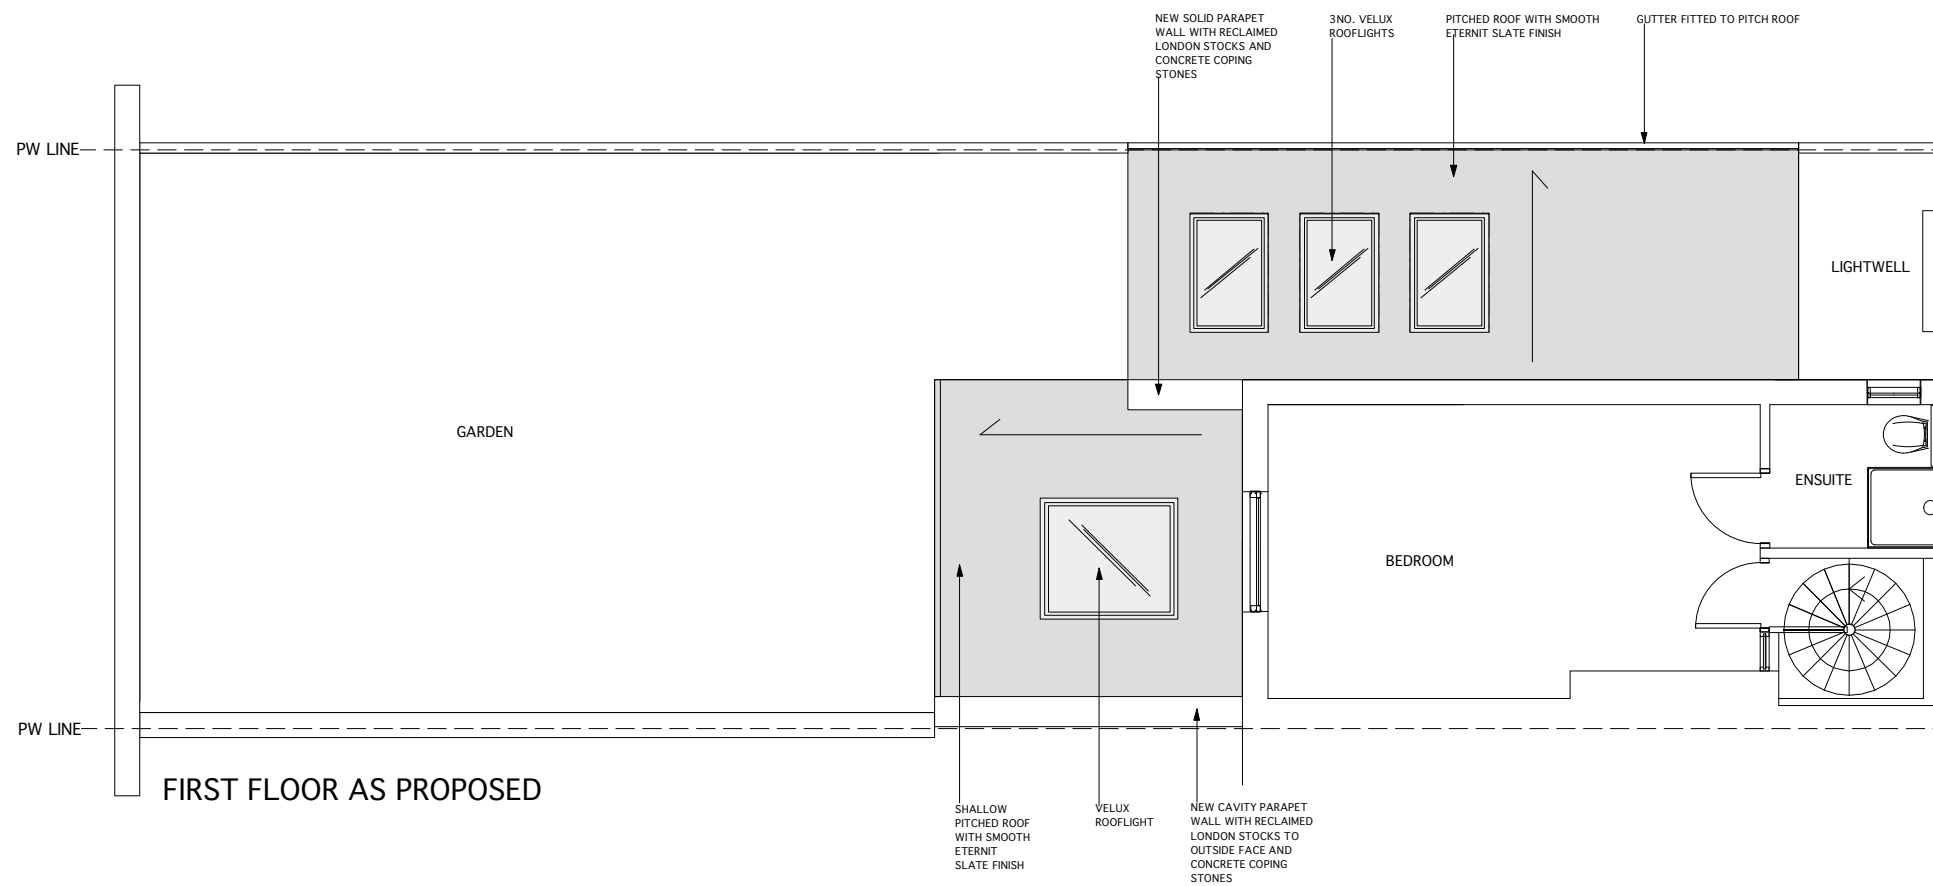 NEW SOLID PARAPET
WALL WITH RECLAIMED
LONDON STOCKS AND
CONCRETE COPING
STONES
3NO. VELUX
ROOFLIGHTS
PITCHED ROOF WITH SMOOTH
ETERNIT SLATE FINISH
GUTTER FITTED TO PITCH ROOF
PW LINE
LIGHTWELL
GARDEN
ENSUITE
BEDROOM
PW LINE
FIRST FLOOR AS PROPOSED
SHALLOW
PITCHED ROOF
WITH SMOOTH
ETERNIT
SLATE FINISH
VELUX
ROOFLIGHT
NEW CAVITY PARAPET
WALL WITH RECLAIMED
LONDON STOCKS TO
OUTSIDE FACE AND
CONCRETE COPING
STONES